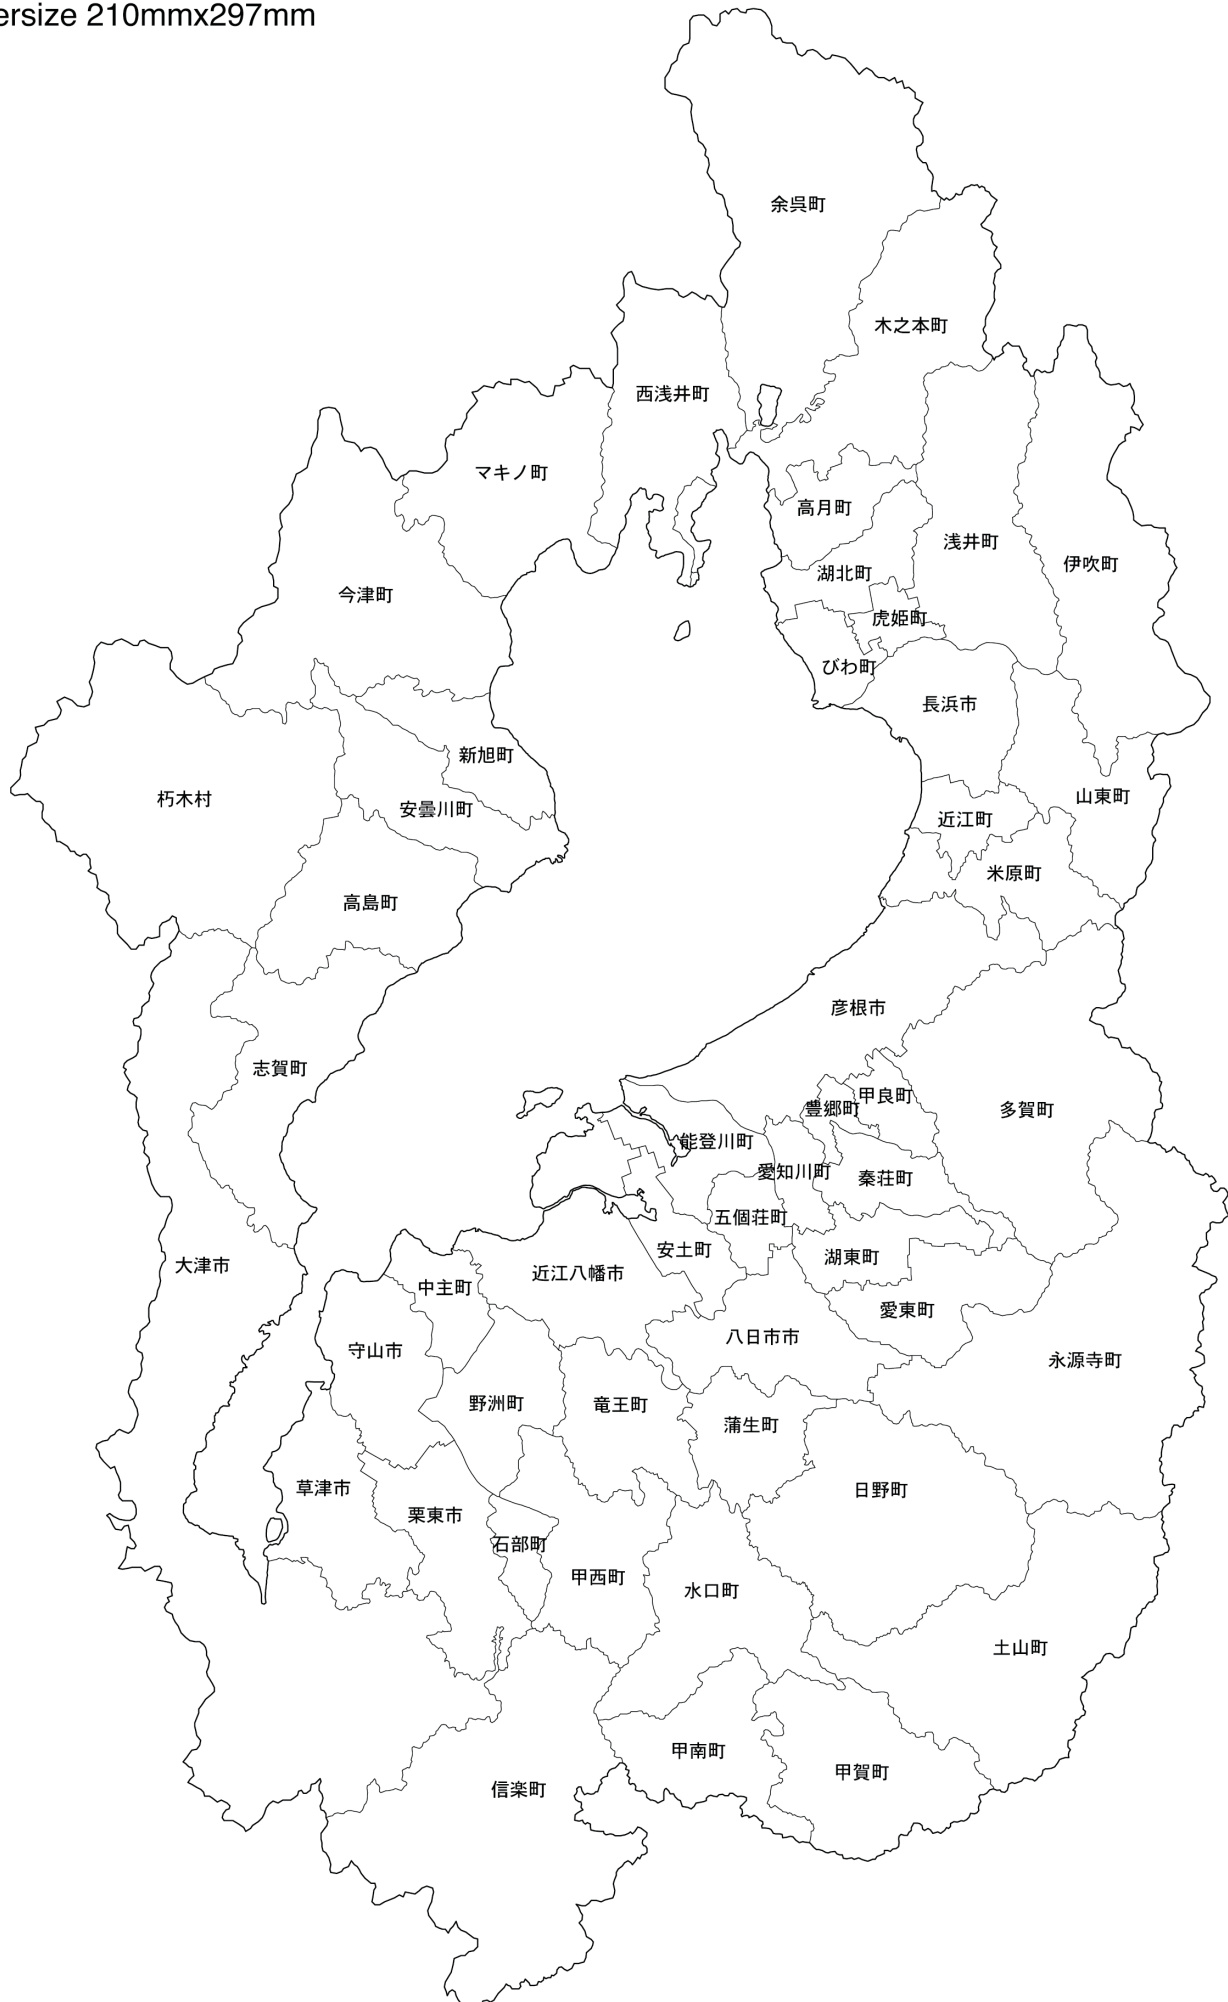 ersize 210mmx297mm
余呉町
木之本町
西浅井町
マキノ町
高月町
浅井町
伊吹町
湖北町
今津町
虎姫町
びわ町
長浜市
新旭町
山東町
朽木村
安曇川町
近江町
米原町
高島町
彦根市
志賀町
甲良町
豊郷町
多賀町
能登川町
愛知川町
秦荘町
五個荘町
安土町
湖東町
大津市
近江八幡市
中主町
愛東町
八日市市
守山市
永源寺町
野洲町
竜王町
蒲生町
草津市
日野町
栗東市
石部町
甲西町
水口町
土山町
甲南町
甲賀町
信楽町